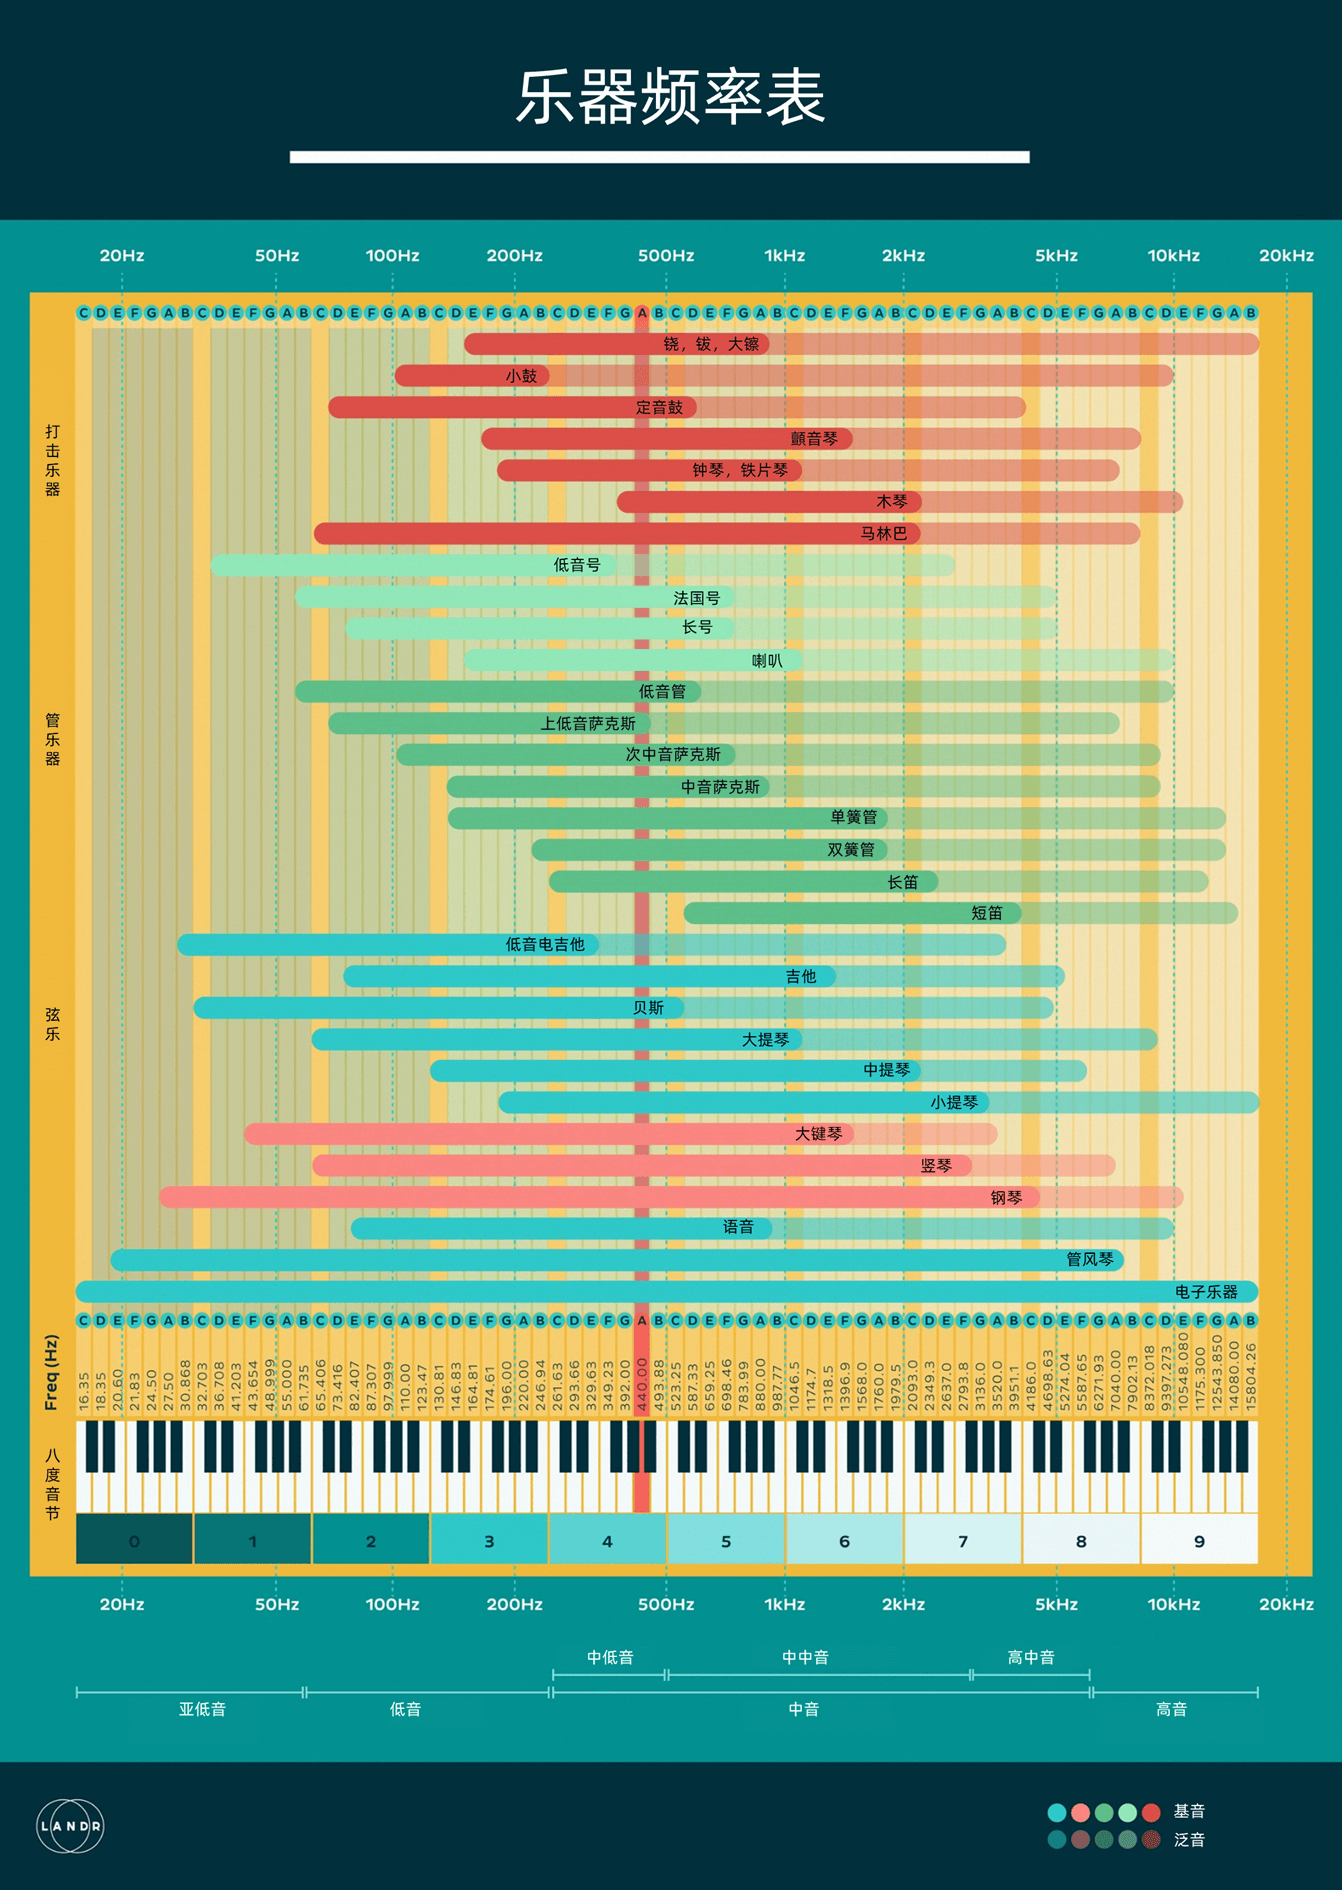 乐器频率表
20Hz 50Hz 100Hz 200Hz 500Hz 1kHz 2kHz 5kHz 10kHz 20kHz
C D E F G A B C D E F G A B C D E F G A B C D E F G A B C D E F G A B C D E F G A B C D E F G A B C D E F G A B C D E F G A B C D E F G A B
打击乐器
铙，钹，大镲
小鼓
定音鼓
颤音琴
钟琴，铁片琴
木琴
马林巴
管乐器
低音号
法国号
长号
喇叭
低音管
上低音萨克斯
次中音萨克斯
中音萨克斯
单簧管
双簧管
长笛
短笛
弦乐
低音电吉他
吉他
贝斯
大提琴
中提琴
小提琴
大键琴
竖琴
钢琴
语音
管风琴
电子乐器
C D E F G A B C D E F G A B C D E F G A B C D E F G A B C D E F G A B C D E F G A B C D E F G A B C D E F G A B C D E F G A B C D E F G A B
Freq (Hz)
16.35 18.35 20.60 21.83 24.50 27.50 30.868 32.703 36.708 41.203 43.654 48.999 55.000 61.735 65.406 73.416 82.407 87.307 97.999 110.00 123.47 130.81 146.83 164.81 174.61 196.00 220.00 246.94 261.63 293.66 329.63 349.23 392.00 440.00 493.88 523.25 587.33 659.25 698.46 783.99 880.00 987.77 1046.5 1174.7 1318.5 1396.9 1568.0 1760.0 1979.5 2093.0 2349.3 2637.0 2793.8 3136.0 3520.0 3951.1 4186.0 4698.63 5274.04 5587.65 6271.93 7040.00 7902.13 8372.018 9397.273 10548.080 1175.300 12543.850 14080.00 15804.26
八度音节
0 1 2 3 4 5 6 7 8 9
20Hz 50Hz 100Hz 200Hz 500Hz 1kHz 2kHz 5kHz 10kHz 20kHz
中低音 中中音 高中音
亚低音 低音 中音 高音
LANDR
基音
泛音